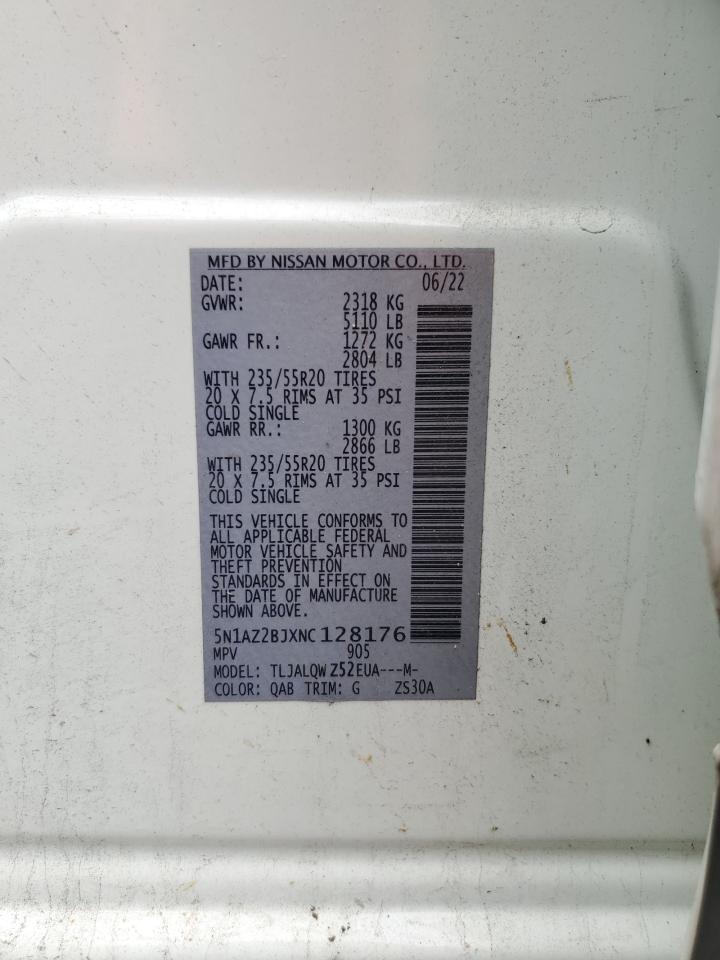 MFD BY NISSAN MOTOR CO., LTD.
DATE: 06/22
GVWR: 2318 KG
5110 LB
GAWR FR.: 1272 KG
2804 LB
WITH 235/55R20 TIRES
20 X 7.5 RIMS AT 35 PSI
COLD SINGLE
GAWR RR.: 1300 KG
2866 LB
WITH 235/55R20 TIRES
20 X 7.5 RIMS AT 35 PSI
COLD SINGLE
THIS VEHICLE CONFORMS TO
ALL APPLICABLE FEDERAL
MOTOR VEHICLE SAFETY AND
THEFT PREVENTION
STANDARDS IN EFFECT ON
THE DATE OF MANUFACTURE
SHOWN ABOVE.
5N1AZ2BJXNC128176
MPV 905
MODEL: TLJALQW Z52EUA---M-
COLOR: QAB TRIM: G ZS30A